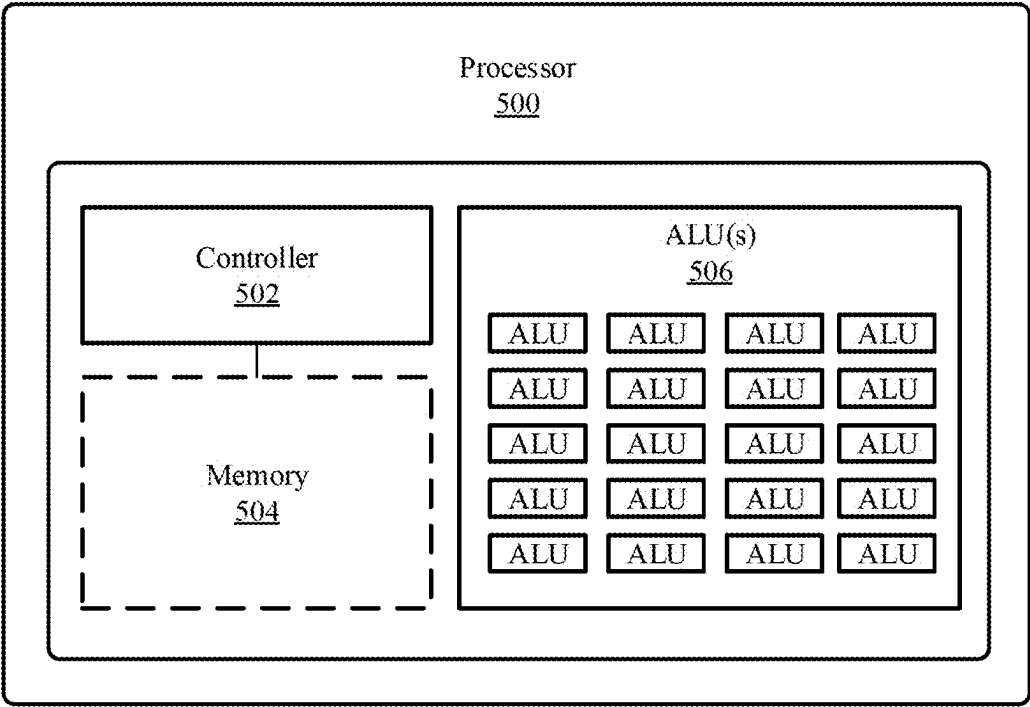 Processor
500
Controller
502
Memory
504
ALU(s)
506
ALU ALU ALU ALU
ALU ALU ALU ALU
ALU ALU ALU ALU
ALU ALU ALU ALU
ALU ALU ALU ALU